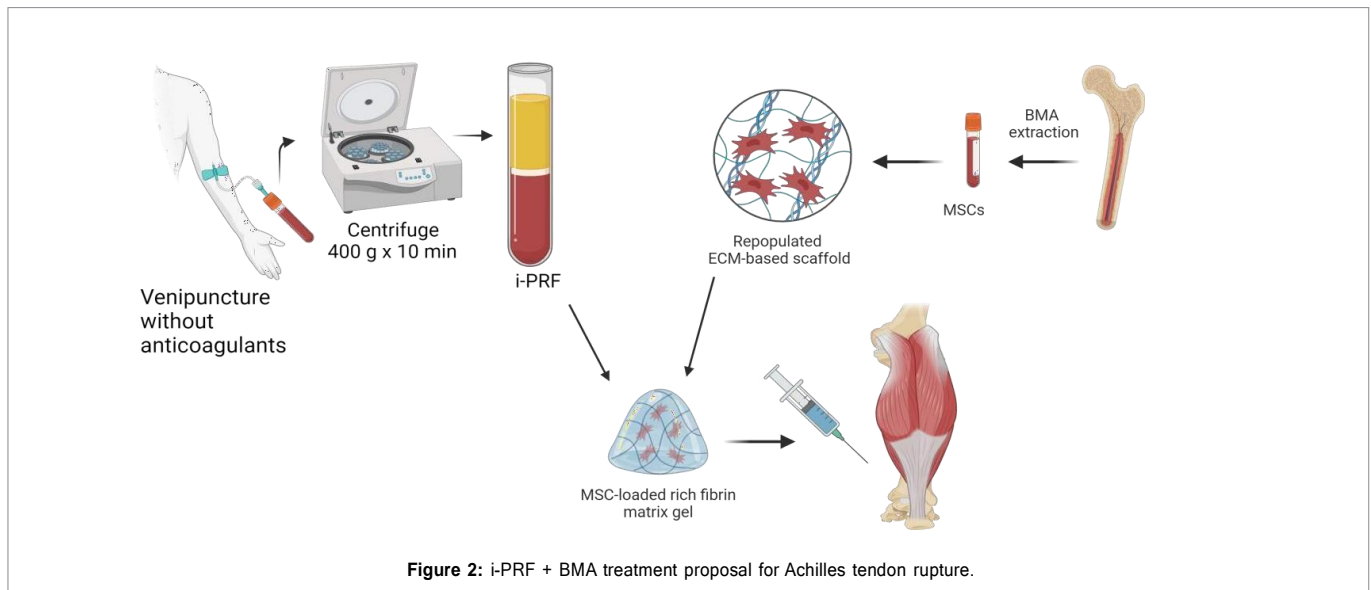 Venipuncture
without
anticoagulants
Centrifuge
400 g x 10 min
i-PRF
Repopulated
ECM-based scaffold
MSCs
BMA
extraction
MSC-loaded rich fibrin
matrix gel
Figure 2: i-PRF + BMA treatment proposal for Achilles tendon rupture.